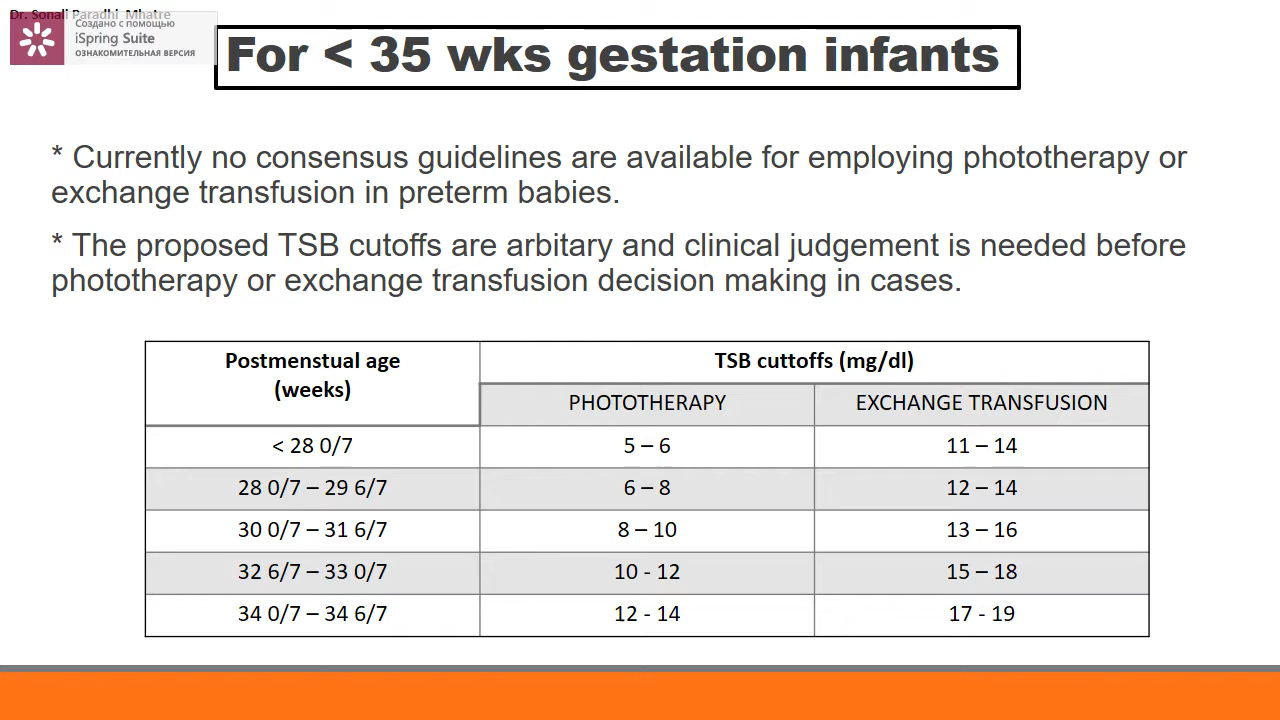 Dr. Sonali Paradhi Mhatre
Создано с помощью
iSpring Suite
ОЗНАКОМИТЕЛЬНАЯ ВЕРСИЯ
For < 35 wks gestation infants
* Currently no consensus guidelines are available for employing phototherapy or
exchange transfusion in preterm babies.
* The proposed TSB cutoffs are arbitary and clinical judgement is needed before
phototherapy or exchange transfusion decision making in cases.
Postmenstual age
(weeks)
TSB cuttoffs (mg/dl)
PHOTOTHERAPY EXCHANGE TRANSFUSION
< 28 0/7 5 – 6 11 – 14
28 0/7 – 29 6/7 6 – 8 12 – 14
30 0/7 – 31 6/7 8 – 10 13 – 16
32 6/7 – 33 0/7 10 - 12 15 – 18
34 0/7 – 34 6/7 12 - 14 17 - 19